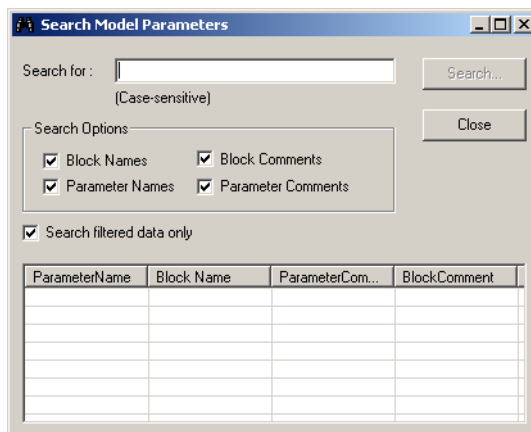 Search Model Parameters
Search for : Search...
(Case-sensitive)
Close
Search Options
Block Names Block Comments
Parameter Names Parameter Comments
Search filtered data only
ParameterName Block Name ParameterCom... BlockComment